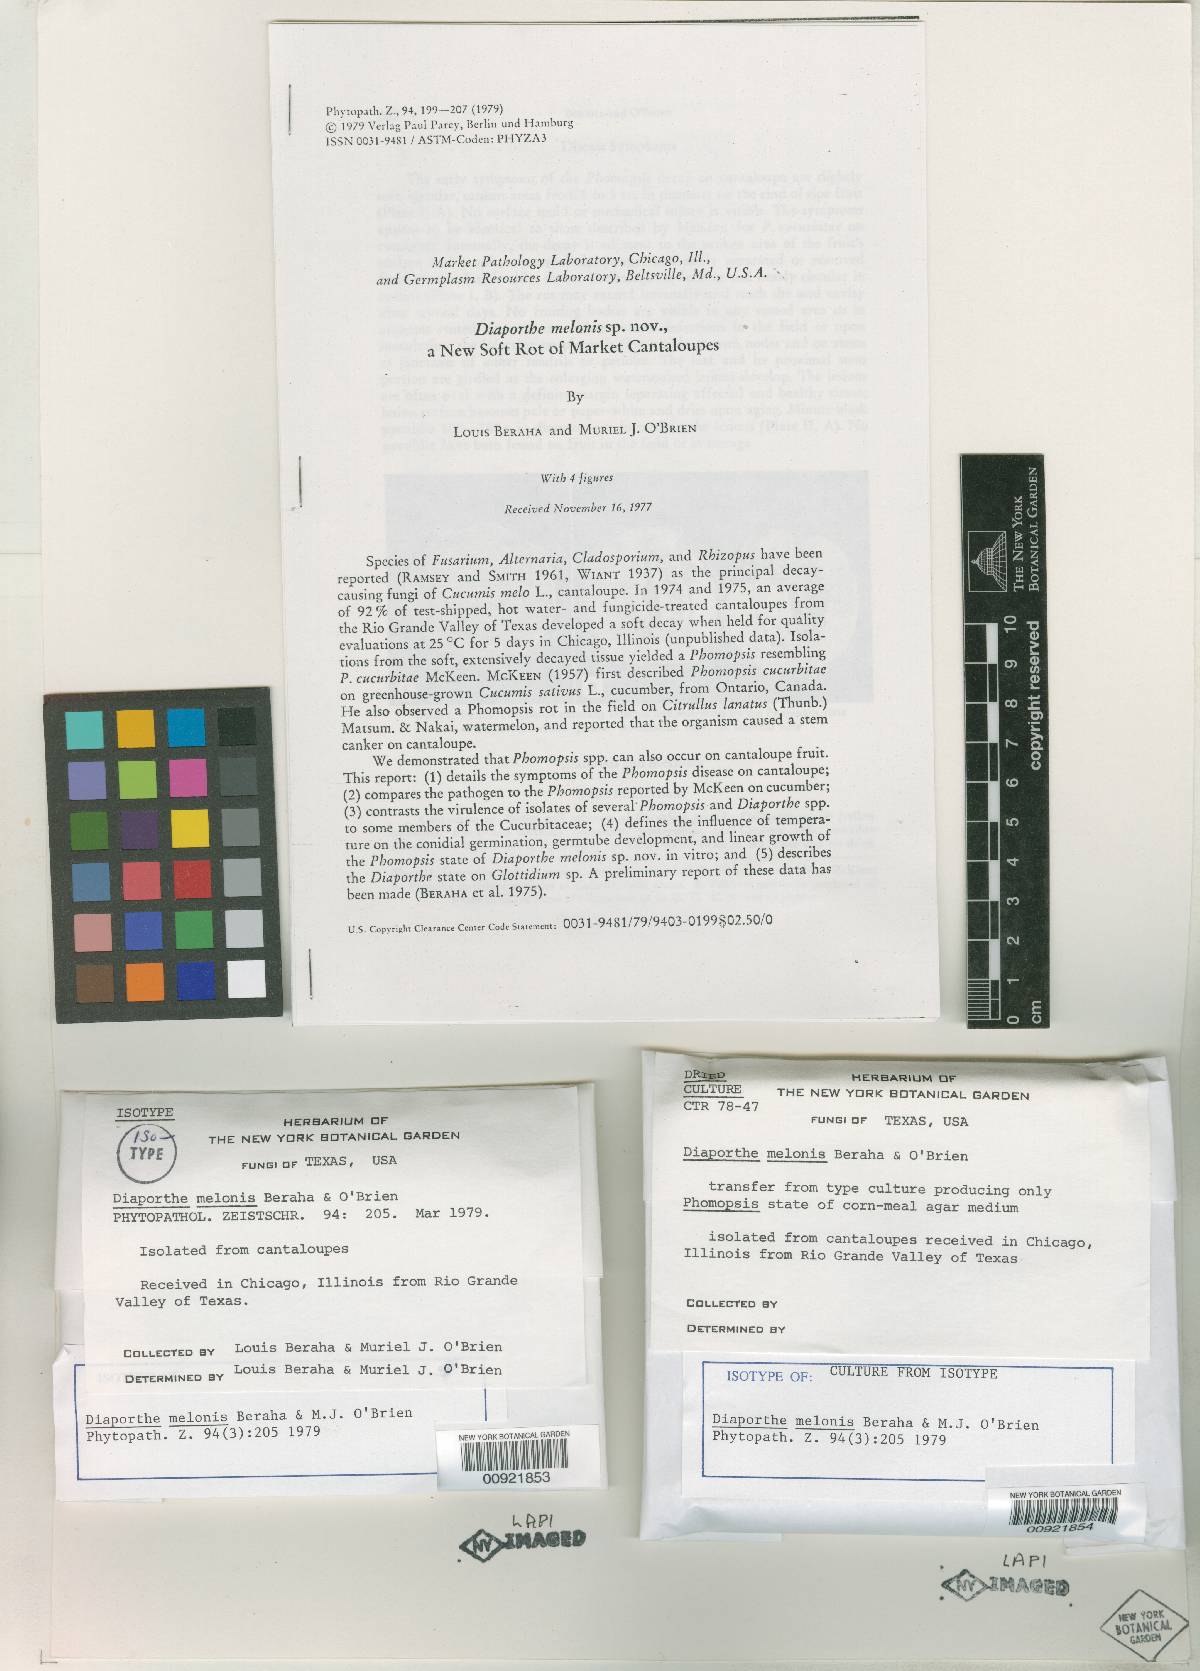 Phytopath. Z., 94, 199—207 (1979)
© 1979 Verlag Paul Parey, Berlin und Hamburg
ISSN 0031-9481 / ASTM-Coden: PHYZA3
Market Pathology Laboratory, Chicago, Ill.,
and Germplasm Resources Laboratory, Beltsville, Md., U.S.A.
Diaporthe melonis sp. nov.,
a New Soft Rot of Market Cantaloupes
By
LOUIS BERAHA and MURIEL J. O'BRIEN
With 4 figures
Received November 16, 1977
Species of Fusarium, Alternaria, Cladosporium, and Rhizopus have been
reported (RAMSEY and SMITH 1961, WIANT 1937) as the principal decay-
causing fungi of Cucumis melo L., cantaloupe. In 1974 and 1975, an average
of 92 % of test-shipped, hot water- and fungicide-treated cantaloupes from
the Rio Grande Valley of Texas developed a soft decay when held for quality
evaluations at 25 °C for 5 days in Chicago, Illinois (unpublished data). Isola-
tions from the soft, extensively decayed tissue yielded a Phomopsis resembling
P. cucurbitae McKeen. MCKEEN (1957) first described Phomopsis cucurbitae
on greenhouse-grown Cucumis sativus L., cucumber, from Ontario, Canada.
He also observed a Phomopsis rot in the field on Citrullus lanatus (Thunb.)
Matsum. & Nakai, watermelon, and reported that the organism caused a stem
canker on cantaloupe.
We demonstrated that Phomopsis spp. can also occur on cantaloupe fruit.
This report: (1) details the symptoms of the Phomopsis disease on cantaloupe;
(2) compares the pathogen to the Phomopsis reported by McKeen on cucumber;
(3) contrasts the virulence of isolates of several Phomopsis and Diaporthe spp.
to some members of the Cucurbitaceae; (4) defines the influence of tempera-
ture on the conidial germination, germtube development, and linear growth of
the Phomopsis state of Diaporthe melonis sp. nov. in vitro; and (5) describes
the Diaporthe state on Glottidium sp. A preliminary report of these data has
been made (BERAHA et al. 1975).
U.S. Copyright Clearance Center Code Statement: 0031-9481/79/9403-0199$02.50/0
THE NEW YORK
BOTANICAL GARDEN
0 1 2 3 4 5 6 7 8 9 10
cm
copyright reserved
ISOTYPE
ISO-
TYPE
HERBARIUM OF
THE NEW YORK BOTANICAL GARDEN
FUNGI OF TEXAS, USA
Diaporthe melonis Beraha & O'Brien
PHYTOPATHOL. ZEISTSCHR. 94: 205. Mar 1979.
Isolated from cantaloupes
Received in Chicago, Illinois from Rio Grande
Valley of Texas.
COLLECTED BY Louis Beraha & Muriel J. O'Brien
DETERMINED BY Louis Beraha & Muriel J. O'Brien
Diaporthe melonis Beraha & M.J. O'Brien
Phytopath. Z. 94(3):205 1979
NEW YORK BOTANICAL GARDEN
00921853
LAPI
NY IMAGED
DRIED
CULTURE
CTR 78-47
HERBARIUM OF
THE NEW YORK BOTANICAL GARDEN
FUNGI OF TEXAS, USA
Diaporthe melonis Beraha & O'Brien
transfer from type culture producing only
Phomopsis state of corn-meal agar medium
isolated from cantaloupes received in Chicago,
Illinois from Rio Grande Valley of Texas
COLLECTED BY
DETERMINED BY
ISOTYPE OF: CULTURE FROM ISOTYPE
Diaporthe melonis Beraha & M.J. O'Brien
Phytopath. Z. 94(3):205 1979
NEW YORK BOTANICAL GARDEN
00921854
LAPI
NY IMAGED
NEW YORK
BOTANICAL
GARDEN